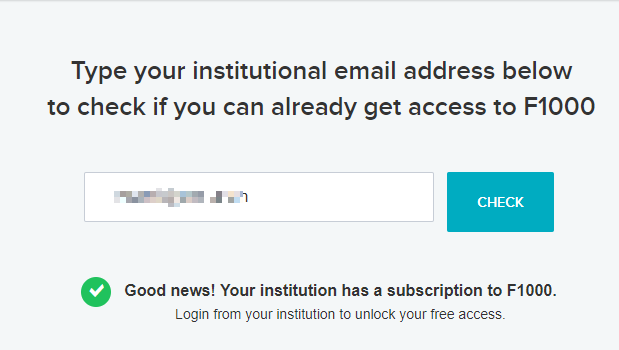 Type your institutional email address below
to check if you can already get access to F1000
CHECK
Good news! Your institution has a subscription to F1000.
Login from your institution to unlock your free access.